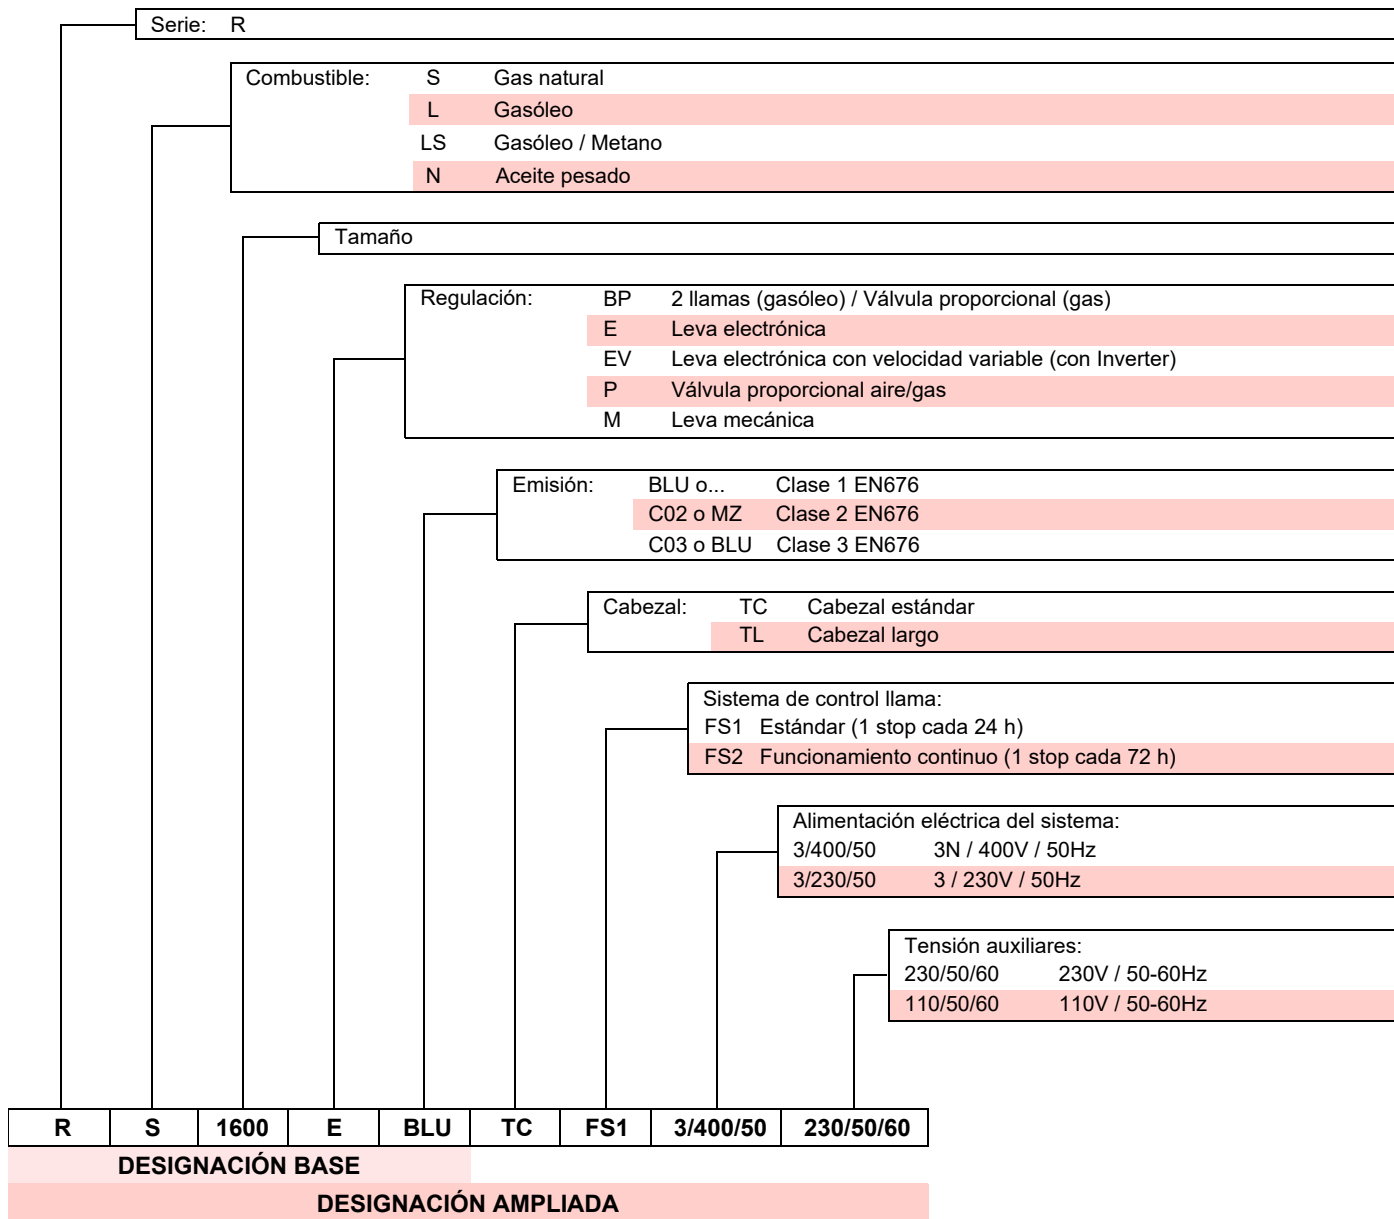 Serie: R
Combustible: S Gas natural
L Gasóleo
LS Gasóleo / Metano
N Aceite pesado
Tamaño
Regulación: BP 2 llamas (gasóleo) / Válvula proporcional (gas)
E Leva electrónica
EV Leva electrónica con velocidad variable (con Inverter)
P Válvula proporcional aire/gas
M Leva mecánica
Emisión: BLU o... Clase 1 EN676
C02 o MZ Clase 2 EN676
C03 o BLU Clase 3 EN676
Cabezal: TC Cabezal estándar
TL Cabezal largo
Sistema de control llama:
FS1 Estándar (1 stop cada 24 h)
FS2 Funcionamiento continuo (1 stop cada 72 h)
Alimentación eléctrica del sistema:
3/400/50 3N / 400V / 50Hz
3/230/50 3 / 230V / 50Hz
Tensión auxiliares:
230/50/60 230V / 50-60Hz
110/50/60 110V / 50-60Hz
R S 1600 E BLU TC FS1 3/400/50 230/50/60
DESIGNACIÓN BASE
DESIGNACIÓN AMPLIADA